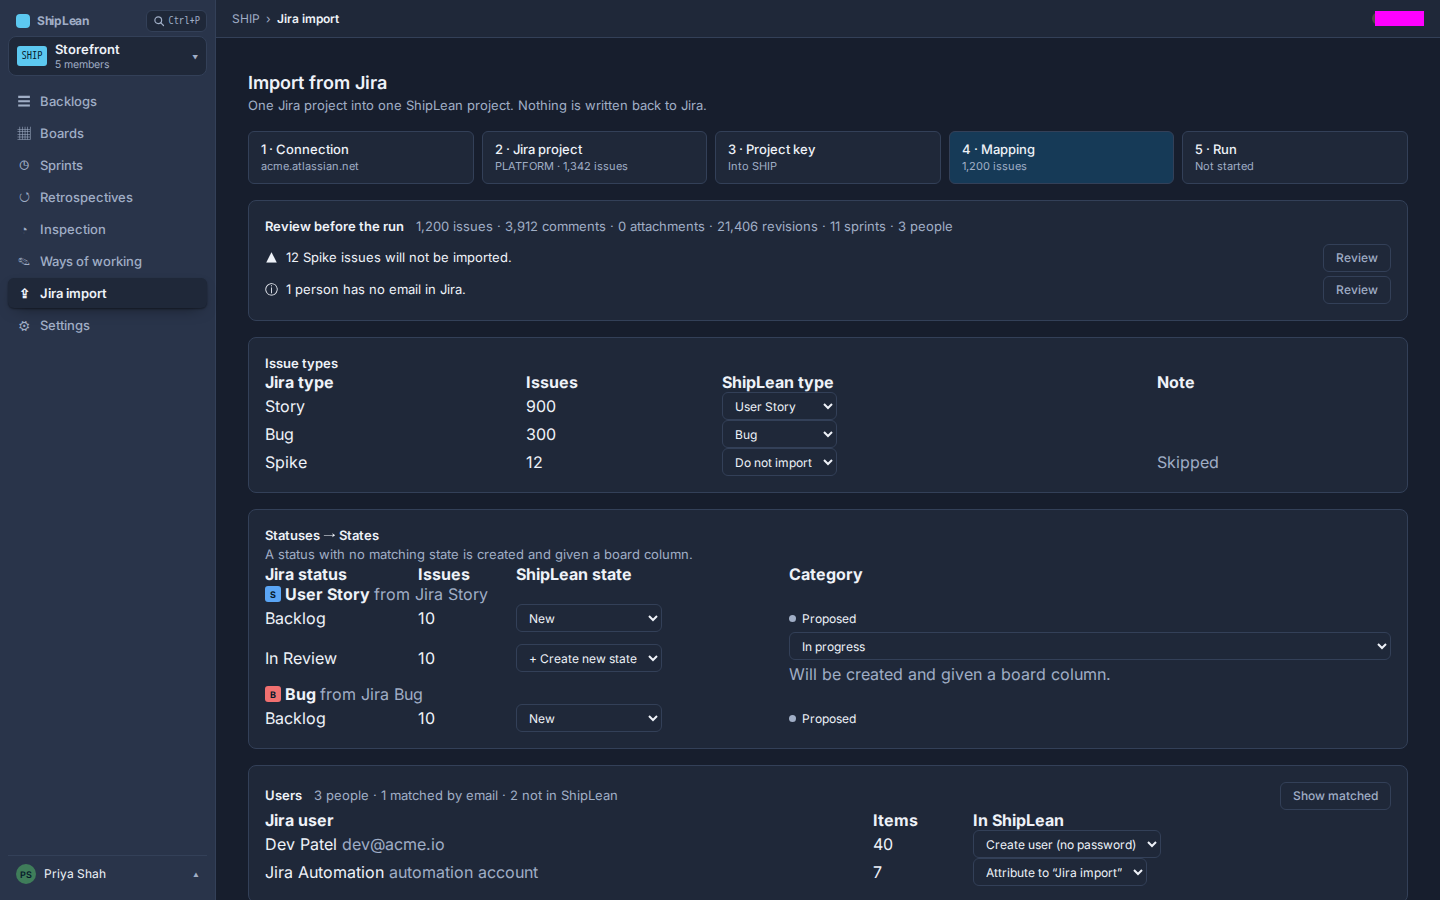 ShipLean
Ctrl+P
SHIP
Storefront
5 members
Backlogs
Boards
Sprints
Retrospectives
Inspection
Ways of working
Jira import
Settings
PS
Priya Shah
SHIP › Jira import
Import from Jira
One Jira project into one ShipLean project. Nothing is written back to Jira.
1 · Connection
acme.atlassian.net
2 · Jira project
PLATFORM · 1,342 issues
3 · Project key
Into SHIP
4 · Mapping
1,200 issues
5 · Run
Not started
Review before the run 1,200 issues · 3,912 comments · 0 attachments · 21,406 revisions · 11 sprints · 3 people
12 Spike issues will not be imported. Review
1 person has no email in Jira. Review
Issue types
Jira type Issues ShipLean type Note
Story 900 User Story
Bug 300 Bug
Spike 12 Do not import Skipped
Statuses → States
A status with no matching state is created and given a board column.
Jira status Issues ShipLean state Category
S User Story from Jira Story
Backlog 10 New Proposed
In Review 10 + Create new state In progress
Will be created and given a board column.
B Bug from Jira Bug
Backlog 10 New Proposed
Users 3 people · 1 matched by email · 2 not in ShipLean Show matched
Jira user Items In ShipLean
Dev Patel dev@acme.io 40 Create user (no password)
Jira Automation automation account 7 Attribute to “Jira import”